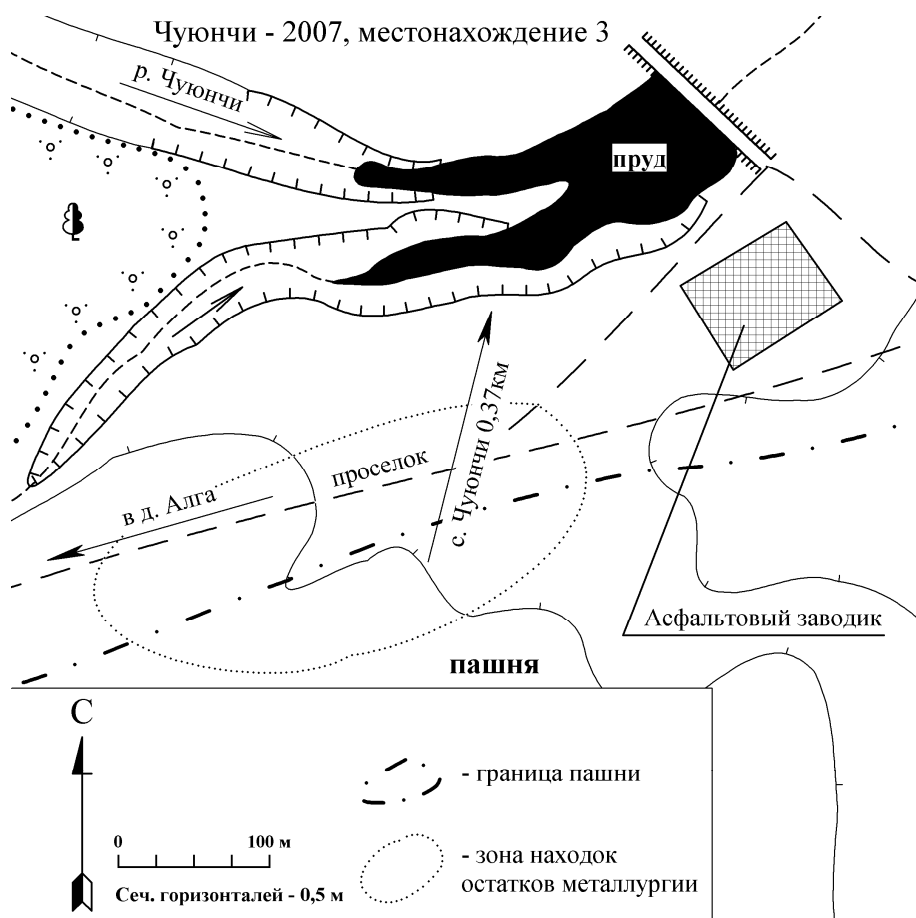 Чуюнчи - 2007, местонахождение 3
р. Чуюнчи
пруд
с. Чуюнчи 0,37км
проселок
в д. Алга
Асфальтовый заводик
пашня
С
- граница пашни
0 100 м
- зона находок
остатков металлургии
Сеч. горизонталей - 0,5 м